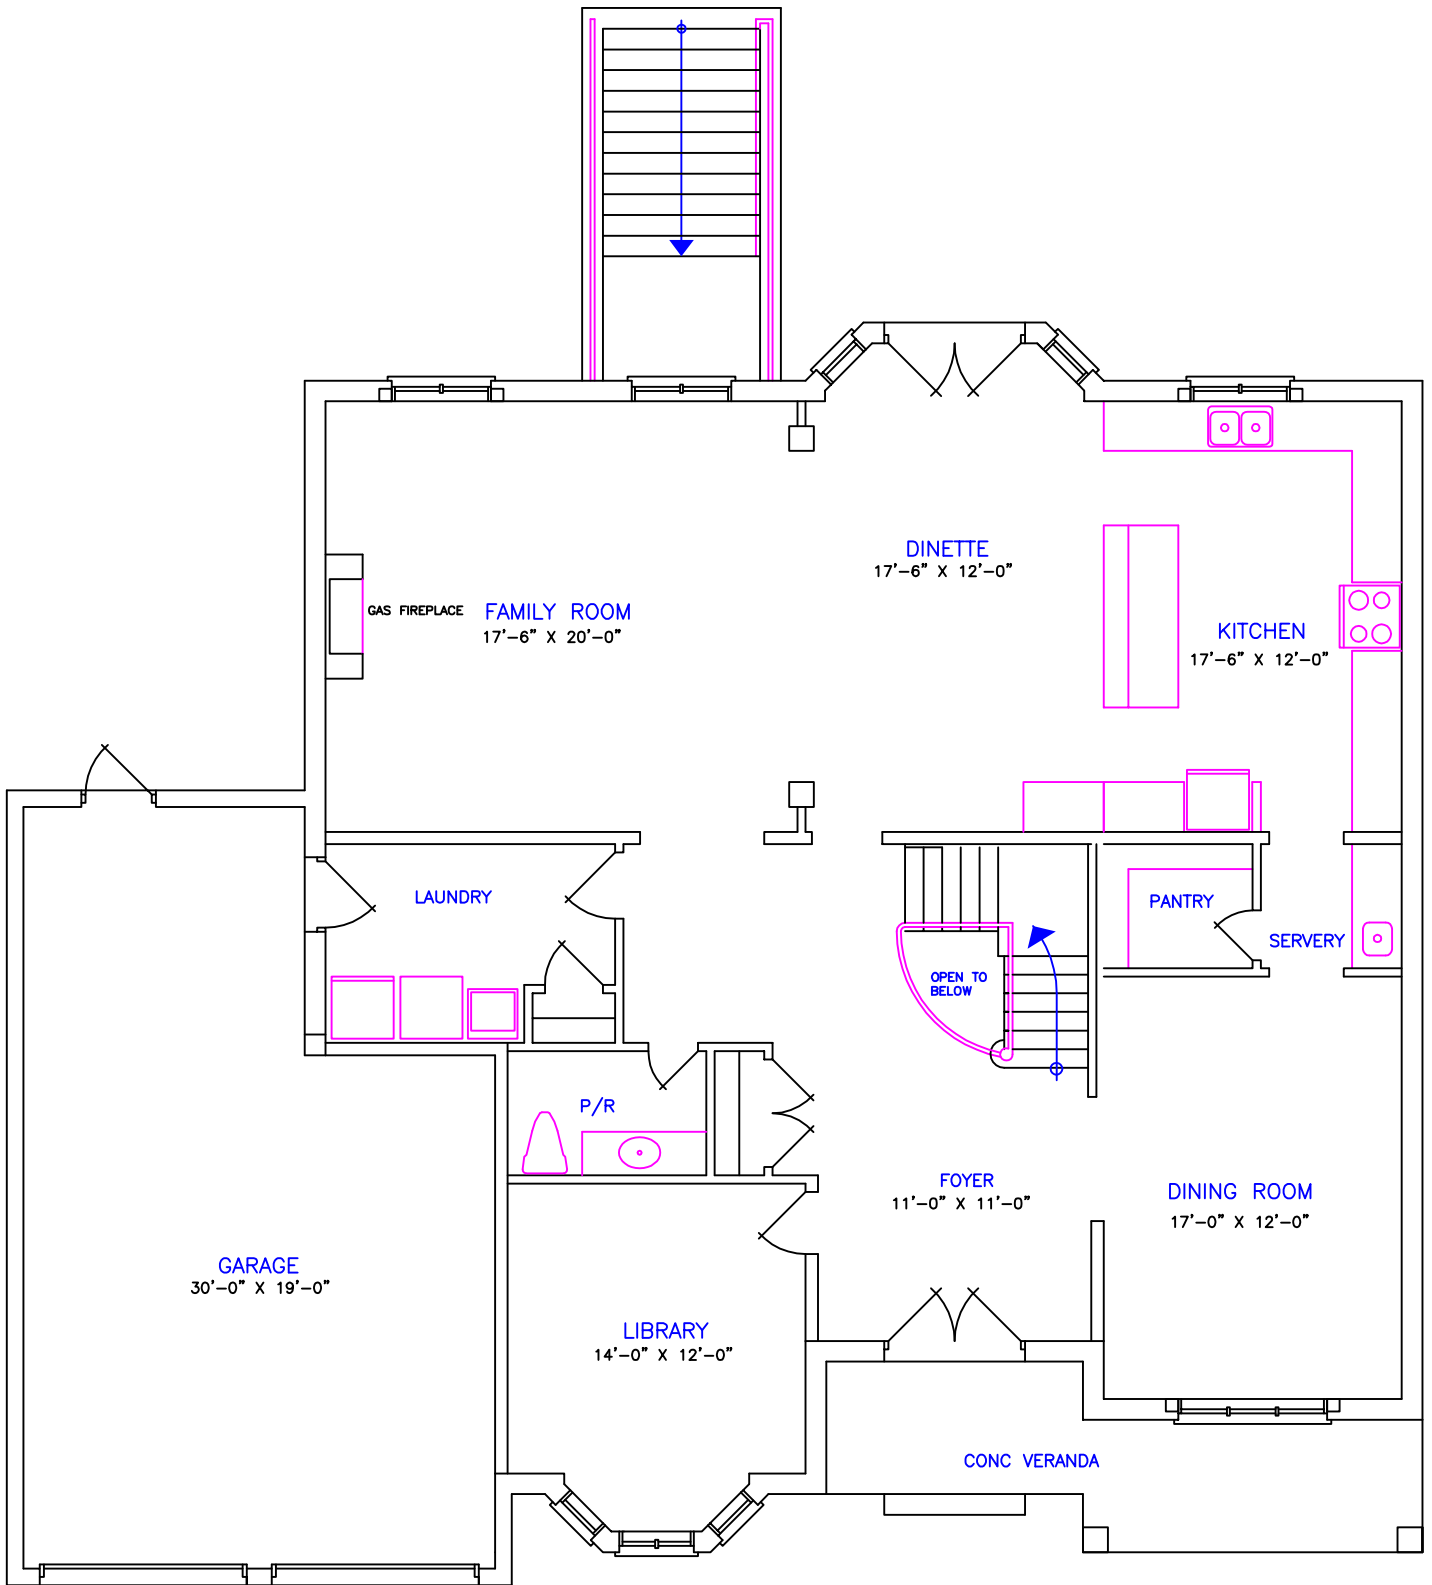 DINETTE
17'-6" X 12'-0"
GAS FIREPLACE
FAMILY ROOM
17'-6" X 20'-0"
KITCHEN
17'-6" X 12'-0"
LAUNDRY
PANTRY
SERVERY
OPEN TO
BELOW
P/R
FOYER
11'-0" X 11'-0"
DINING ROOM
17'-0" X 12'-0"
GARAGE
30'-0" X 19'-0"
LIBRARY
14'-0" X 12'-0"
CONC VERANDA